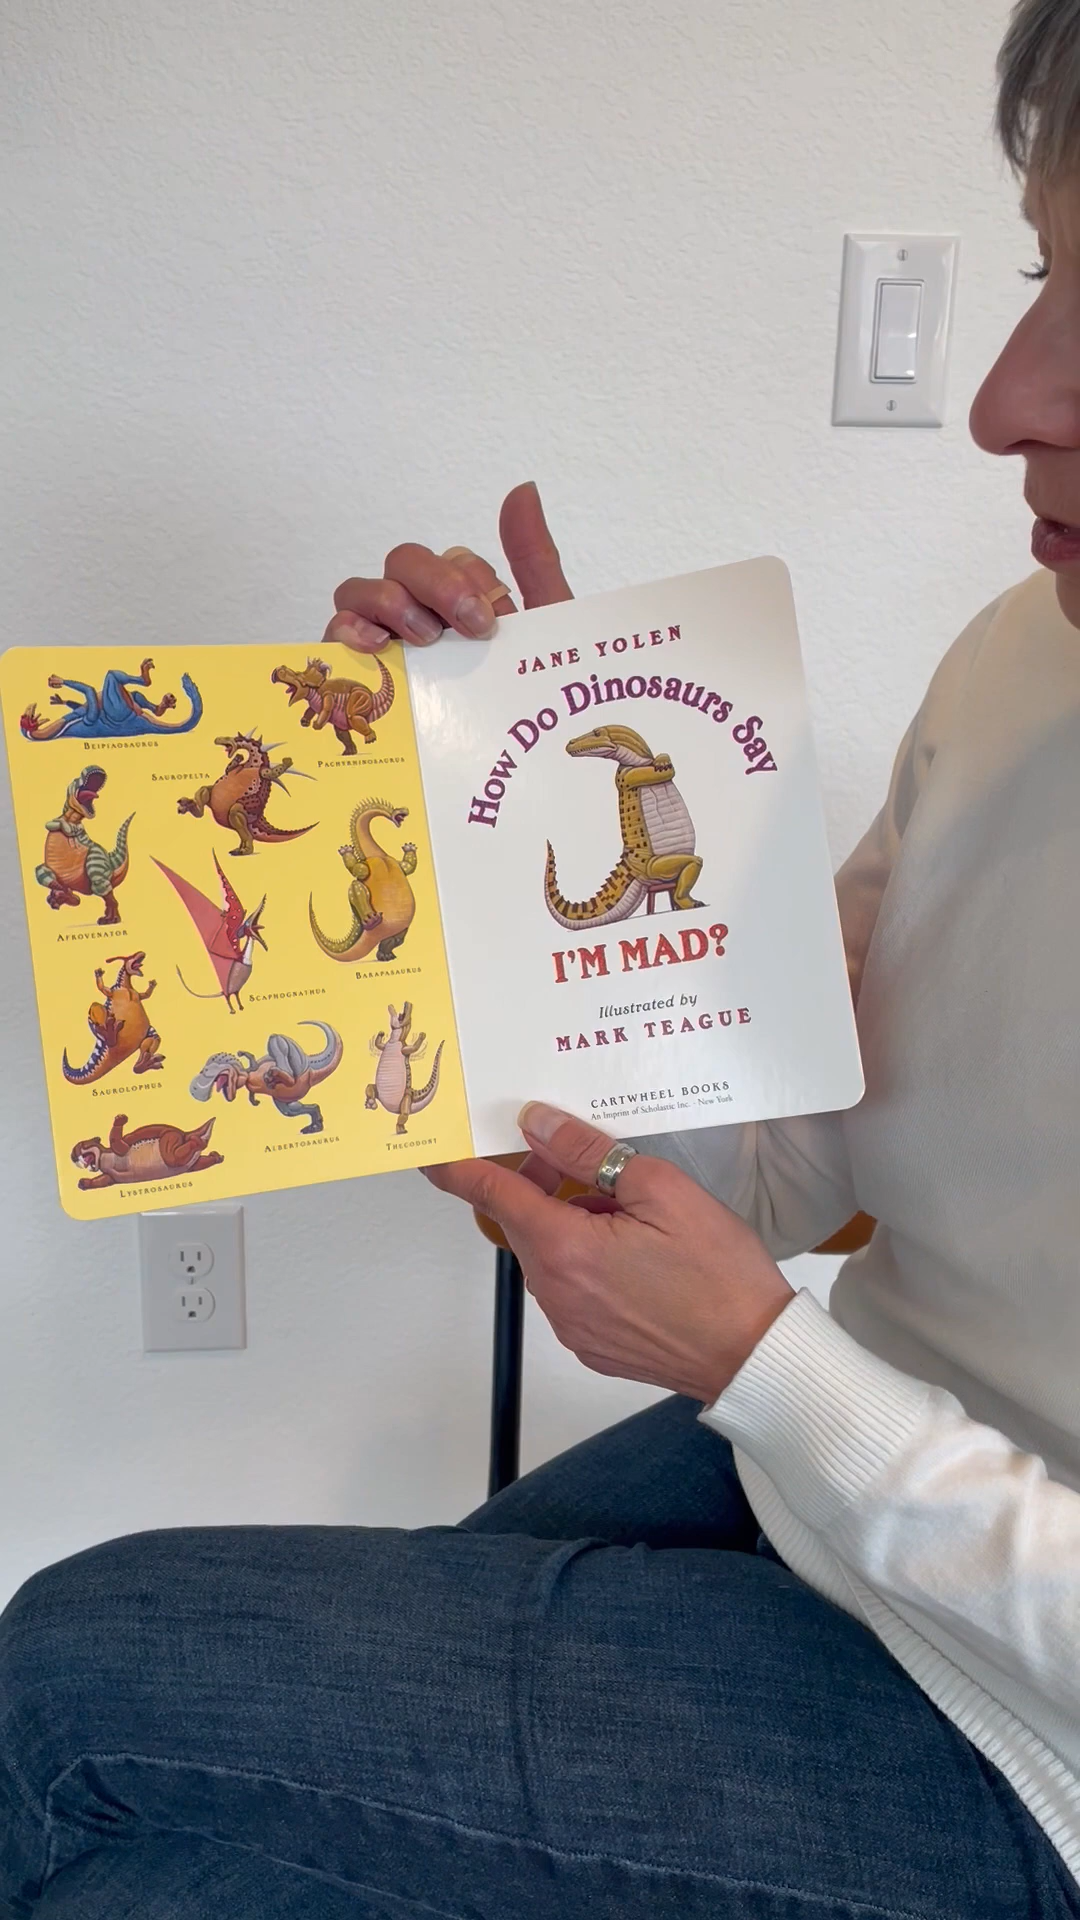 BEIPIAOSAURUS
PACHYRHINOSAURUS
SAUROPELTA
AFROVENATOR
BARAPASAURUS
SCAPHOGNATHUS
SAUROLOPHUS
ALBERTOSAURUS
THECODONT
LYSTROSAURUS
JANE YOLEN
How Do Dinosaurs Say
I'M MAD?
Illustrated by
MARK TEAGUE
CARTWHEEL BOOKS
An Imprint of Scholastic Inc. - New York